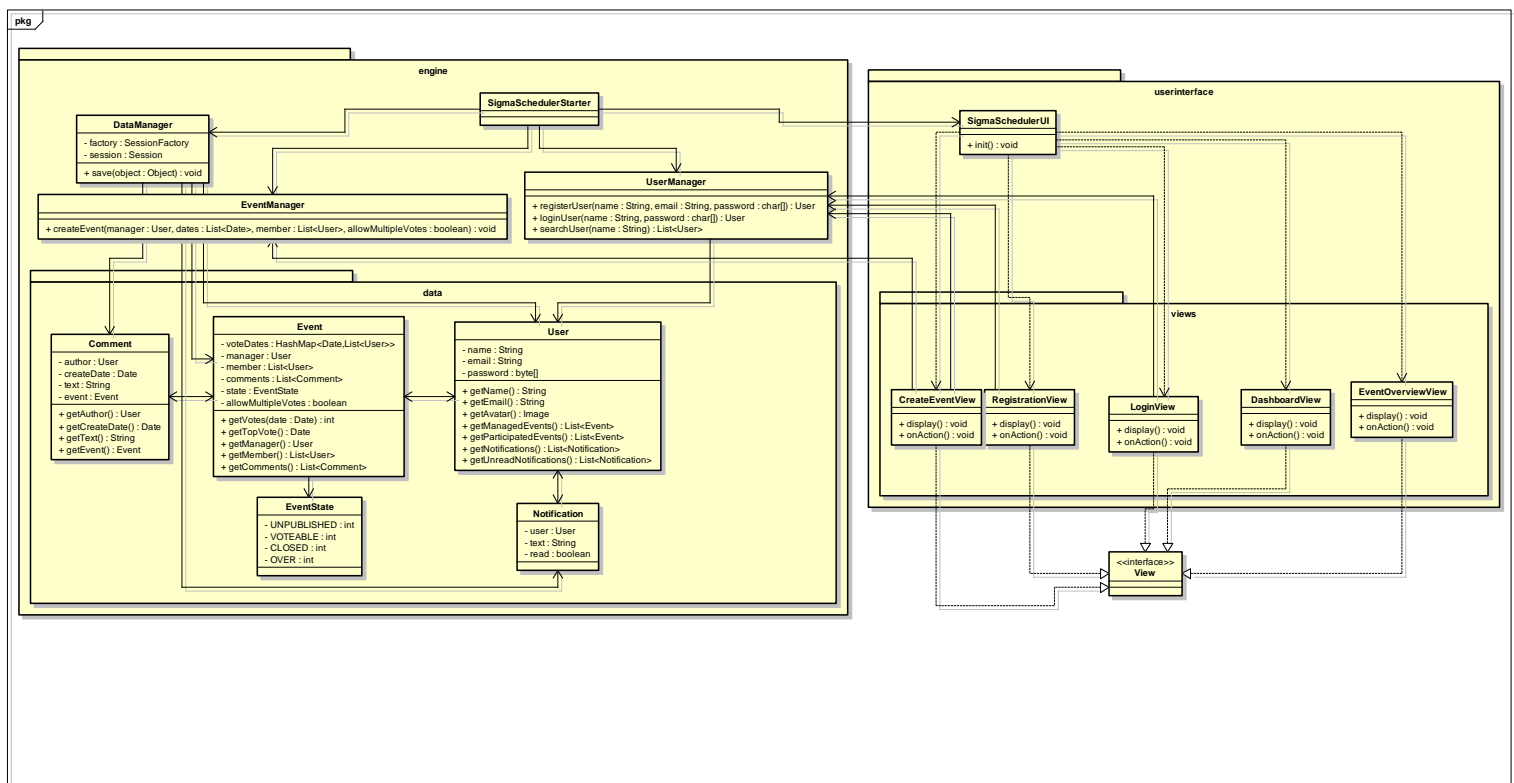 pkg
engine
SigmaSchedulerStarter
DataManager
- factory : SessionFactory
- session : Session
+ save(object : Object) : void
EventManager
+ createEvent(manager : User, dates : List<Date>, member : List<User>, allowMultipleVotes : boolean) : void
UserManager
+ registerUser(name : String, email : String, password : char[]) : User
+ loginUser(name : String, password : char[]) : User
+ searchUser(name : String) : List<User>
data
Comment
- author : User
- createDate : Date
- text : String
- event : Event
+ getAuthor() : User
+ getCreateDate() : Date
+ getText() : String
+ getEvent() : Event
Event
- voteDates : HashMap<Date,List<User>>
- manager : User
- member : List<User>
- comments : List<Comment>
- state : EventState
- allowMultipleVotes : boolean
+ getVotes(date : Date) : int
+ getTopVote() : Date
+ getManager() : User
+ getMember() : List<User>
+ getComments() : List<Comment>
User
- name : String
- email : String
- password : byte[]
+ getName() : String
+ getEmail() : String
+ getAvatar() : Image
+ getManagedEvents() : List<Event>
+ getParticipatedEvents() : List<Event>
+ getNotifications() : List<Notification>
+ getUnreadNotifications() : List<Notification>
EventState
- UNPUBLISHED : int
- VOTEABLE : int
- CLOSED : int
- OVER : int
Notification
- user : User
- text : String
- read : boolean
userinterface
SigmaSchedulerUI
+ init() : void
views
CreateEventView
+ display() : void
+ onAction() : void
RegistrationView
+ display() : void
+ onAction() : void
LoginView
+ display() : void
+ onAction() : void
DashboardView
+ display() : void
+ onAction() : void
EventOverviewView
+ display() : void
+ onAction() : void
<<interface>>
View